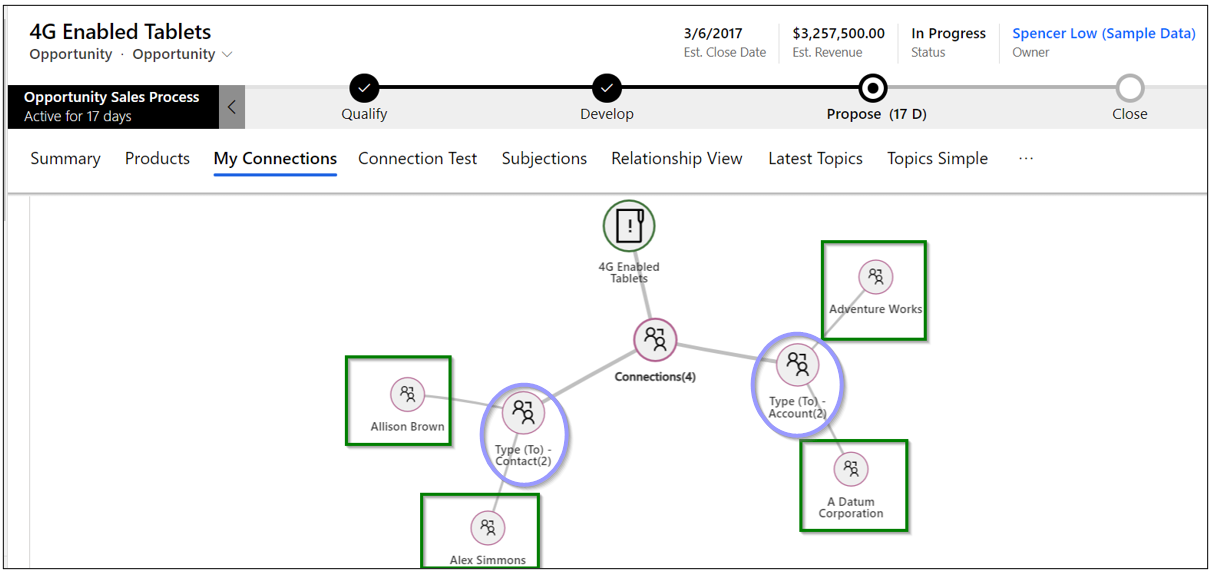 4G Enabled Tablets
Opportunity · Opportunity
3/6/2017
Est. Close Date
$3,257,500.00
Est. Revenue
In Progress
Status
Spencer Low (Sample Data)
Owner
Opportunity Sales Process
Active for 17 days
Qualify
Develop
Propose (17 D)
Close
Summary Products My Connections Connection Test Subjections Relationship View Latest Topics Topics Simple ...
4G Enabled
Tablets
Adventure Works
Connections(4)
Type (To) -
Account(2)
Allison Brown
Type (To) -
Contact(2)
A Datum
Corporation
Alex Simmons